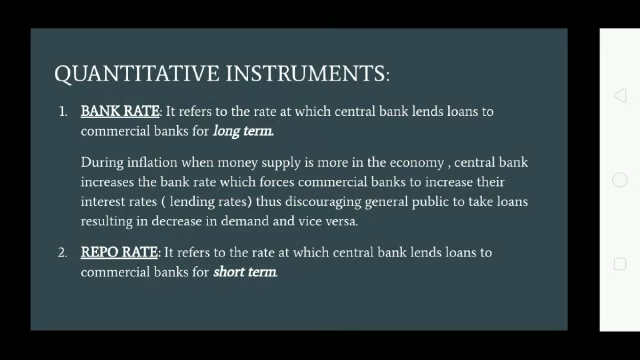 QUANTITATIVE INSTRUMENTS:
1. BANK RATE: It refers to the rate at which central bank lends loans to
commercial banks for long term.
During inflation when money supply is more in the economy , central bank
increases the bank rate which forces commercial banks to increase their
interest rates ( lending rates) thus discouraging general public to take loans
resulting in decrease in demand and vice versa.
2. REPO RATE: It refers to the rate at which central bank lends loans to
commercial banks for short term.